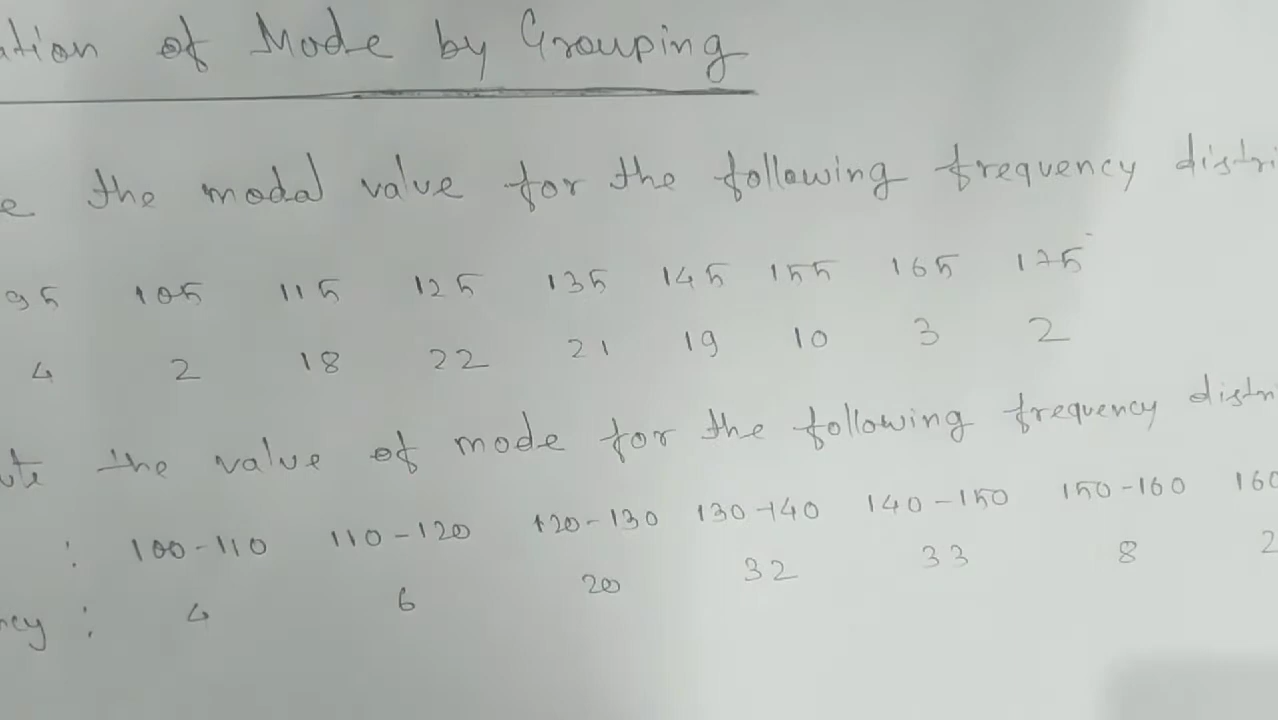 ation of Mode by Grouping
e the modal value for the following frequency distri
95 105 115 125 135 145 155 165 175
4 2 18 22 21 19 10 3 2
ute the value of mode for the following frequency distri
: 100-110 110-120 120-130 130-140 140-150 150-160 160
ncy : 4 6 20 32 33 8 2